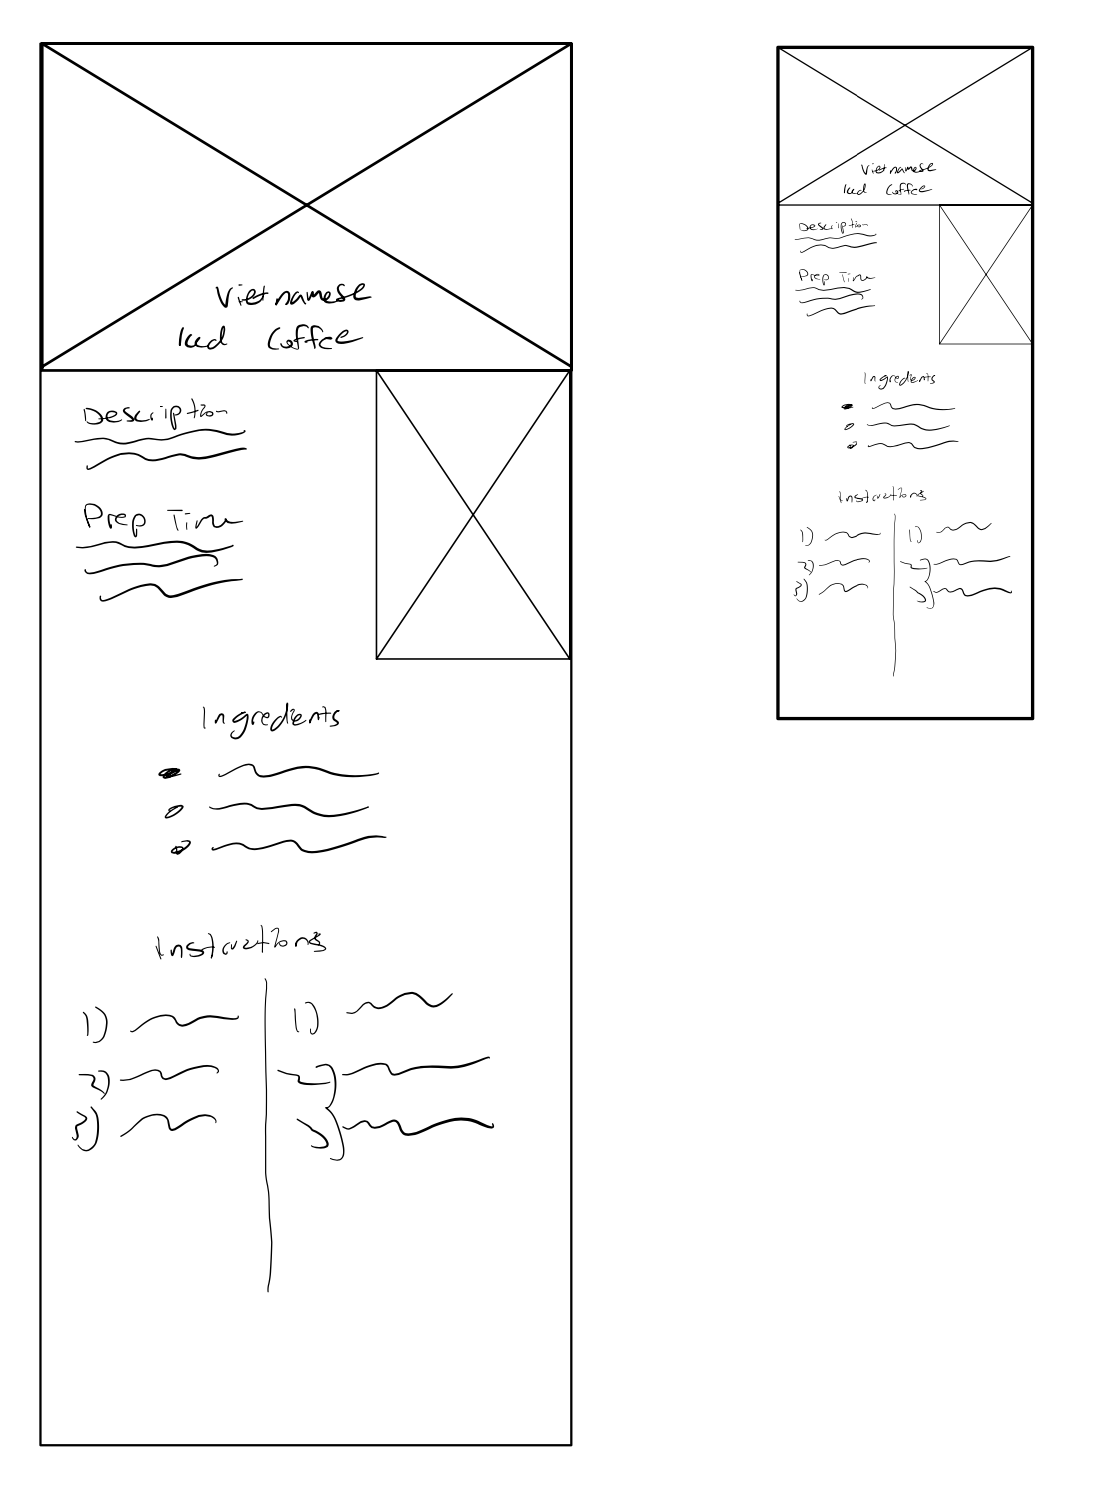 Vietnamese
Iced Coffee
Description
Prep Time
Ingredients
Instructions
1)
2)
3)
1)
2)
3)
Vietnamese
Iced Coffee
Description
Prep Time
Ingredients
Instructions
1)
2)
3)
1)
2)
3)